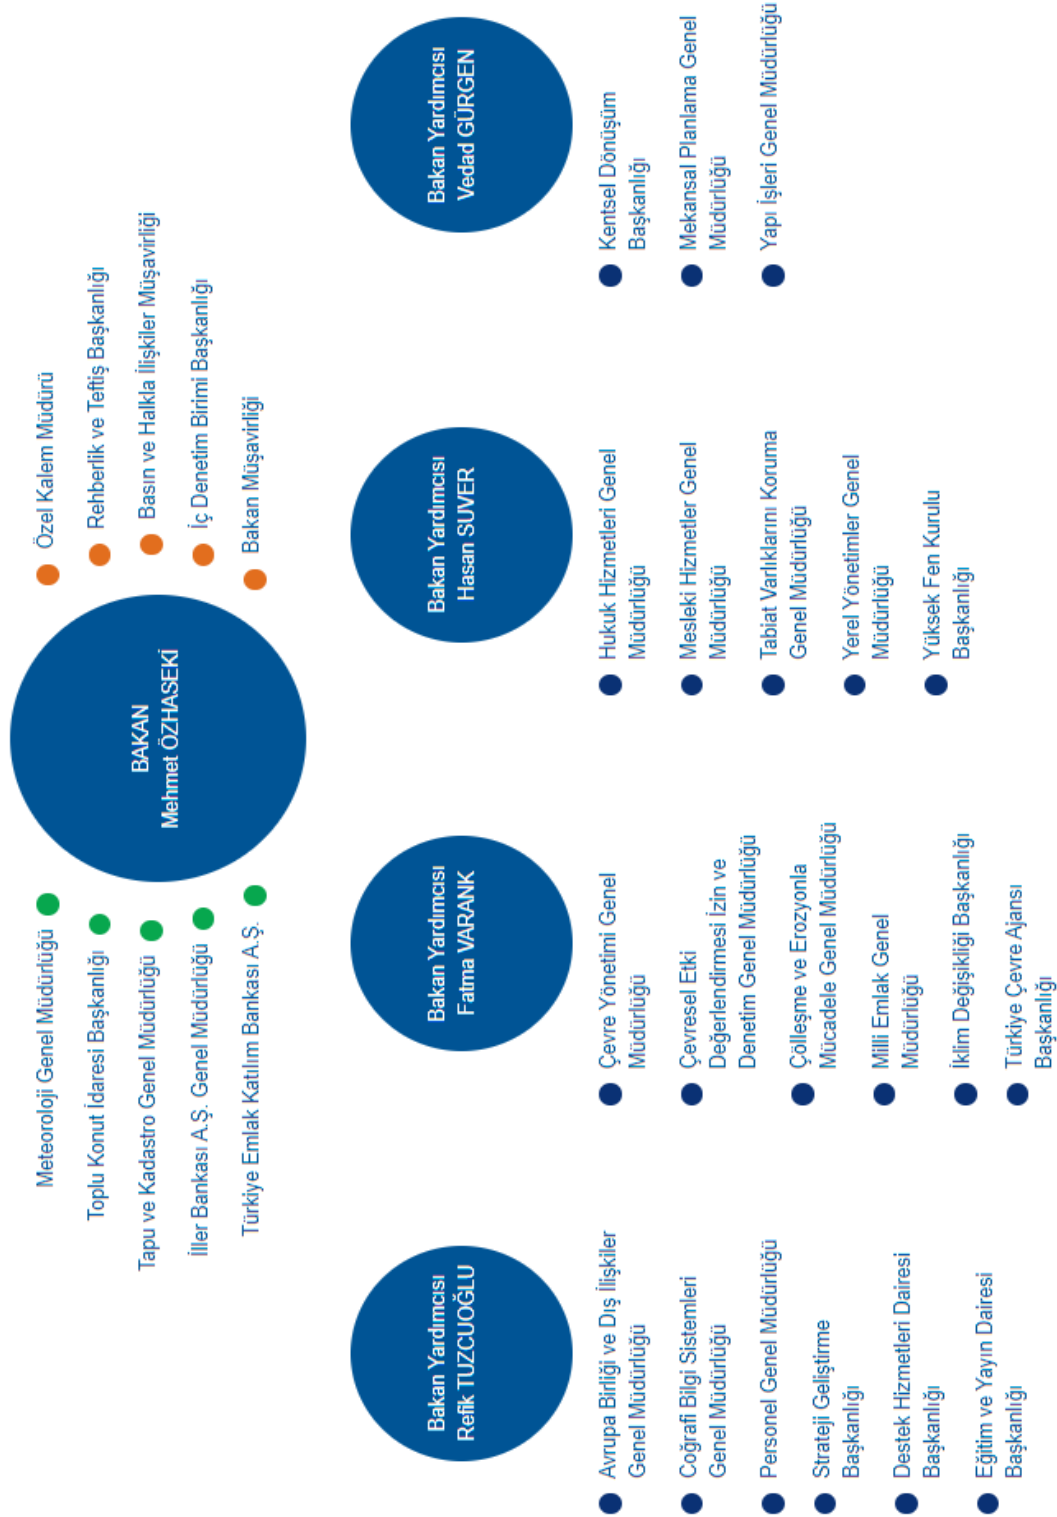 Meteoroloji Genel Müdürlüğü
Toplu Konut İdaresi Başkanlığı
Tapu ve Kadastro Genel Müdürlüğü
İller Bankası A.Ş. Genel Müdürlüğü
Türkiye Emlak Katılım Bankası A.Ş.
BAKAN
Mehmet ÖZHASEKİ
Özel Kalem Müdürü
Rehberlik ve Teftiş Başkanlığı
Basın ve Halkla İlişkiler Müşavirliği
İç Denetim Birimi Başkanlığı
Bakan Müşavirliği
Bakan Yardımcısı
Refik TUZCUOĞLU
Avrupa Birliği ve Dış İlişkiler
Genel Müdürlüğü
Coğrafi Bilgi Sistemleri
Genel Müdürlüğü
Personel Genel Müdürlüğü
Strateji Geliştirme
Başkanlığı
Destek Hizmetleri Dairesi
Başkanlığı
Eğitim ve Yayın Dairesi
Başkanlığı
Bakan Yardımcısı
Fatma VARANK
Çevre Yönetimi Genel
Müdürlüğü
Çevresel Etki
Değerlendirmesi İzin ve
Denetim Genel Müdürlüğü
Çölleşme ve Erozyonla
Mücadele Genel Müdürlüğü
Milli Emlak Genel
Müdürlüğü
İklim Değişikliği Başkanlığı
Türkiye Çevre Ajansı
Başkanlığı
Bakan Yardımcısı
Hasan SUVER
Hukuk Hizmetleri Genel
Müdürlüğü
Mesleki Hizmetler Genel
Müdürlüğü
Tabiat Varlıklarını Koruma
Genel Müdürlüğü
Yerel Yönetimler Genel
Müdürlüğü
Yüksek Fen Kurulu
Başkanlığı
Bakan Yardımcısı
Vedad GÜRGEN
Kentsel Dönüşüm
Başkanlığı
Mekansal Planlama Genel
Müdürlüğü
Yapı İşleri Genel Müdürlüğü